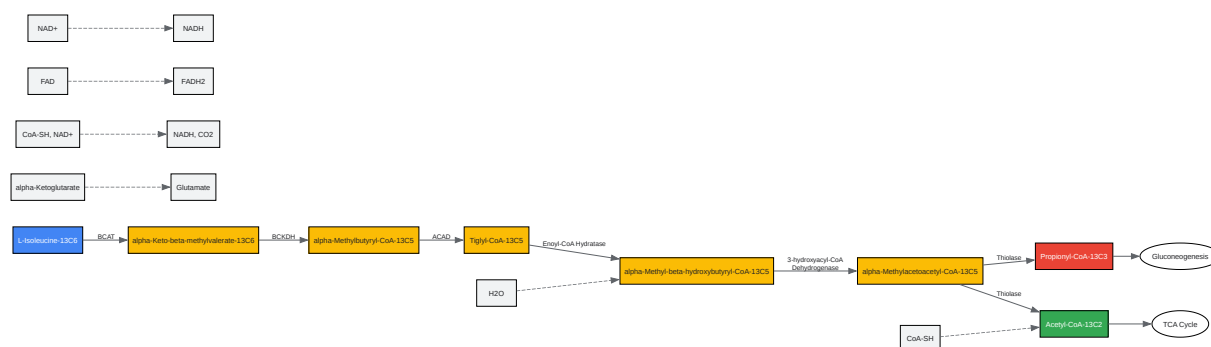 NAD+
NADH
FAD
FADH2
CoA-SH, NAD+
NADH, CO2
alpha-Ketoglutarate
Glutamate
L-Isoleucine-13C6
BCAT
alpha-Keto-beta-methylvalerate-13C6
BCKDH
alpha-Methylbutyryl-CoA-13C5
ACAD
Tiglyl-CoA-13C5
Enoyl-CoA Hydratase
H2O
alpha-Methyl-beta-hydroxybutyryl-CoA-13C5
3-hydroxyacyl-CoA
Dehydrogenase
alpha-Methylacetoacetyl-CoA-13C5
Thiolase
Propionyl-CoA-13C3
Gluconeogenesis
Thiolase
CoA-SH
Acetyl-CoA-13C2
TCA Cycle